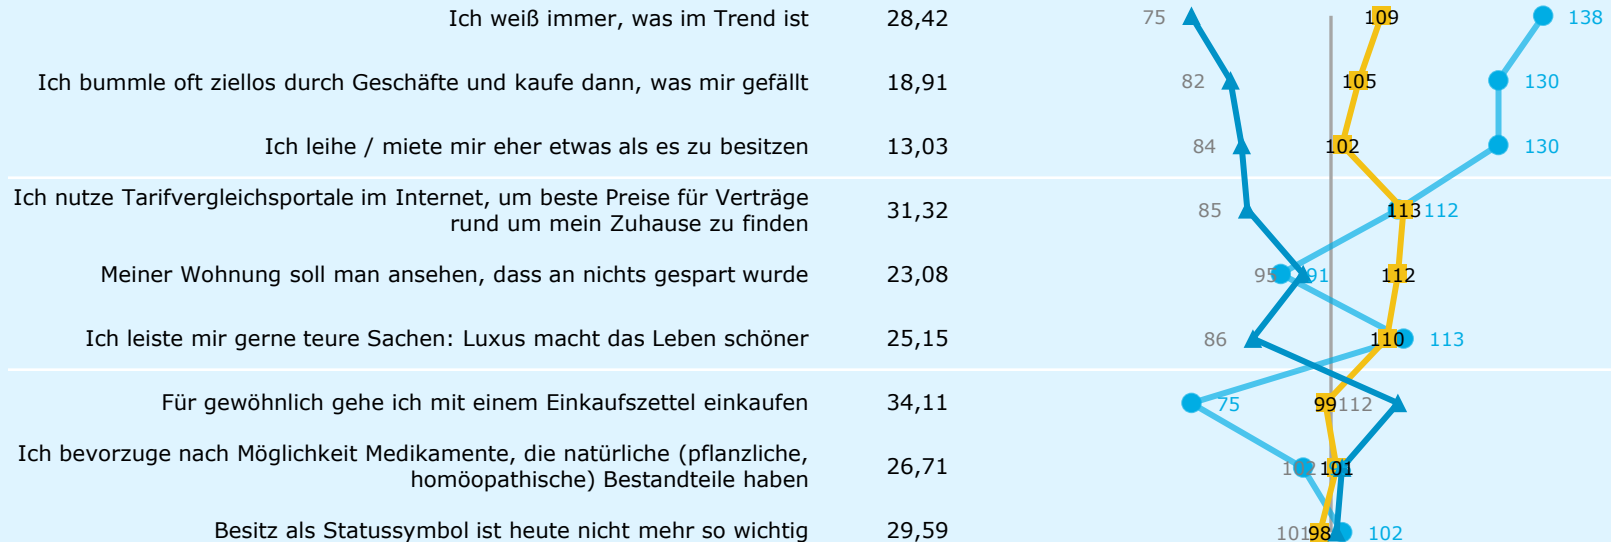 Ich weiß immer, was im Trend ist 28,42 75 109 138
Ich bummle oft ziellos durch Geschäfte und kaufe dann, was mir gefällt 18,91 82 105 130
Ich leihe / miete mir eher etwas als es zu besitzen 13,03 84 102 130
Ich nutze Tarifvergleichsportale im Internet, um beste Preise für Verträge
rund um mein Zuhause zu finden 31,32 85 113 112
Meiner Wohnung soll man ansehen, dass an nichts gespart wurde 23,08 95 91 112
Ich leiste mir gerne teure Sachen: Luxus macht das Leben schöner 25,15 86 110 113
Für gewöhnlich gehe ich mit einem Einkaufszettel einkaufen 34,11 75 99 112
Ich bevorzuge nach Möglichkeit Medikamente, die natürliche (pflanzliche,
homöopathische) Bestandteile haben 26,71 102 101
Besitz als Statussymbol ist heute nicht mehr so wichtig 29,59 101 98 102